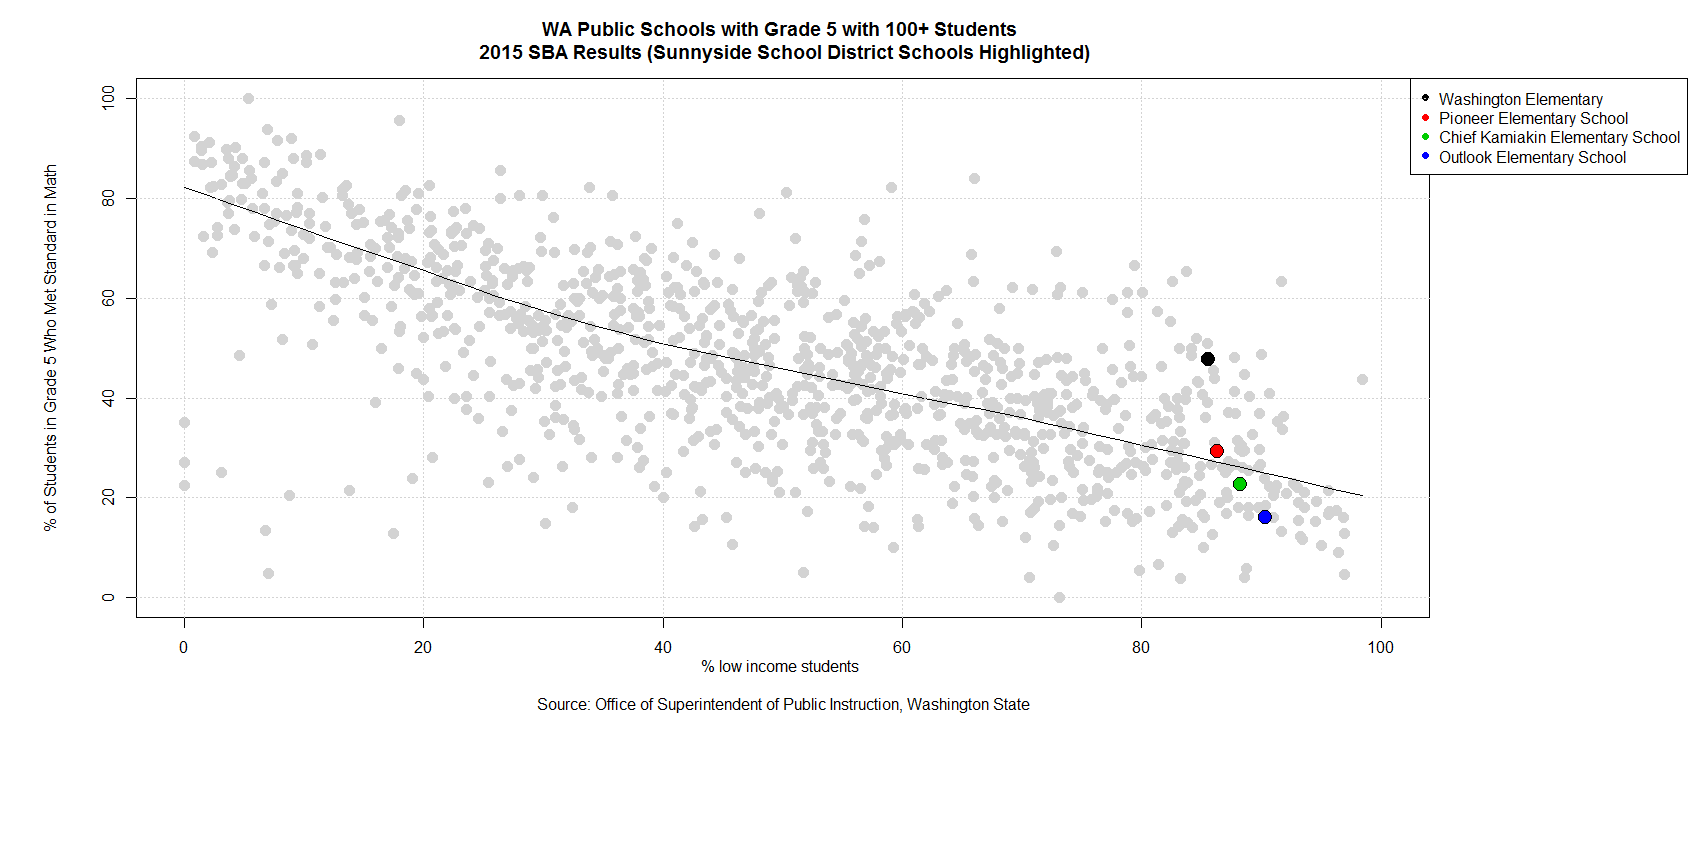 WA Public Schools with Grade 5 with 100+ Students
2015 SBA Results (Sunnyside School District Schools Highlighted)
Washington Elementary
Pioneer Elementary School
Chief Kamiakin Elementary School
Outlook Elementary School
% of Students in Grade 5 Who Met Standard in Math
100
80
60
40
20
0
0 20 40 60 80 100
% low income students
Source: Office of Superintendent of Public Instruction, Washington State